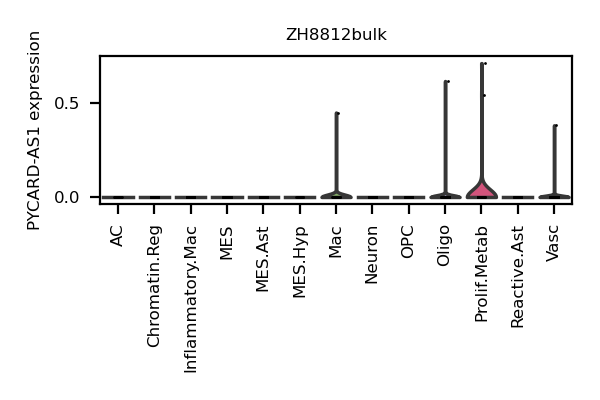 ZH8812bulk
PYCARD-AS1 expression
0.5
0.0
AC
Chromatin.Reg
Inflammatory.Mac
MES
MES.Ast
MES.Hyp
Mac
Neuron
OPC
Oligo
Prolif.Metab
Reactive.Ast
Vasc